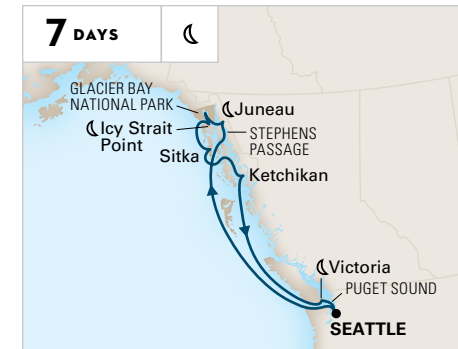 7 DAYS
GLACIER BAY
NATIONAL PARK
Juneau
Icy Strait
Point
STEPHENS
PASSAGE
Sitka
Ketchikan
Victoria
PUGET SOUND
SEATTLE